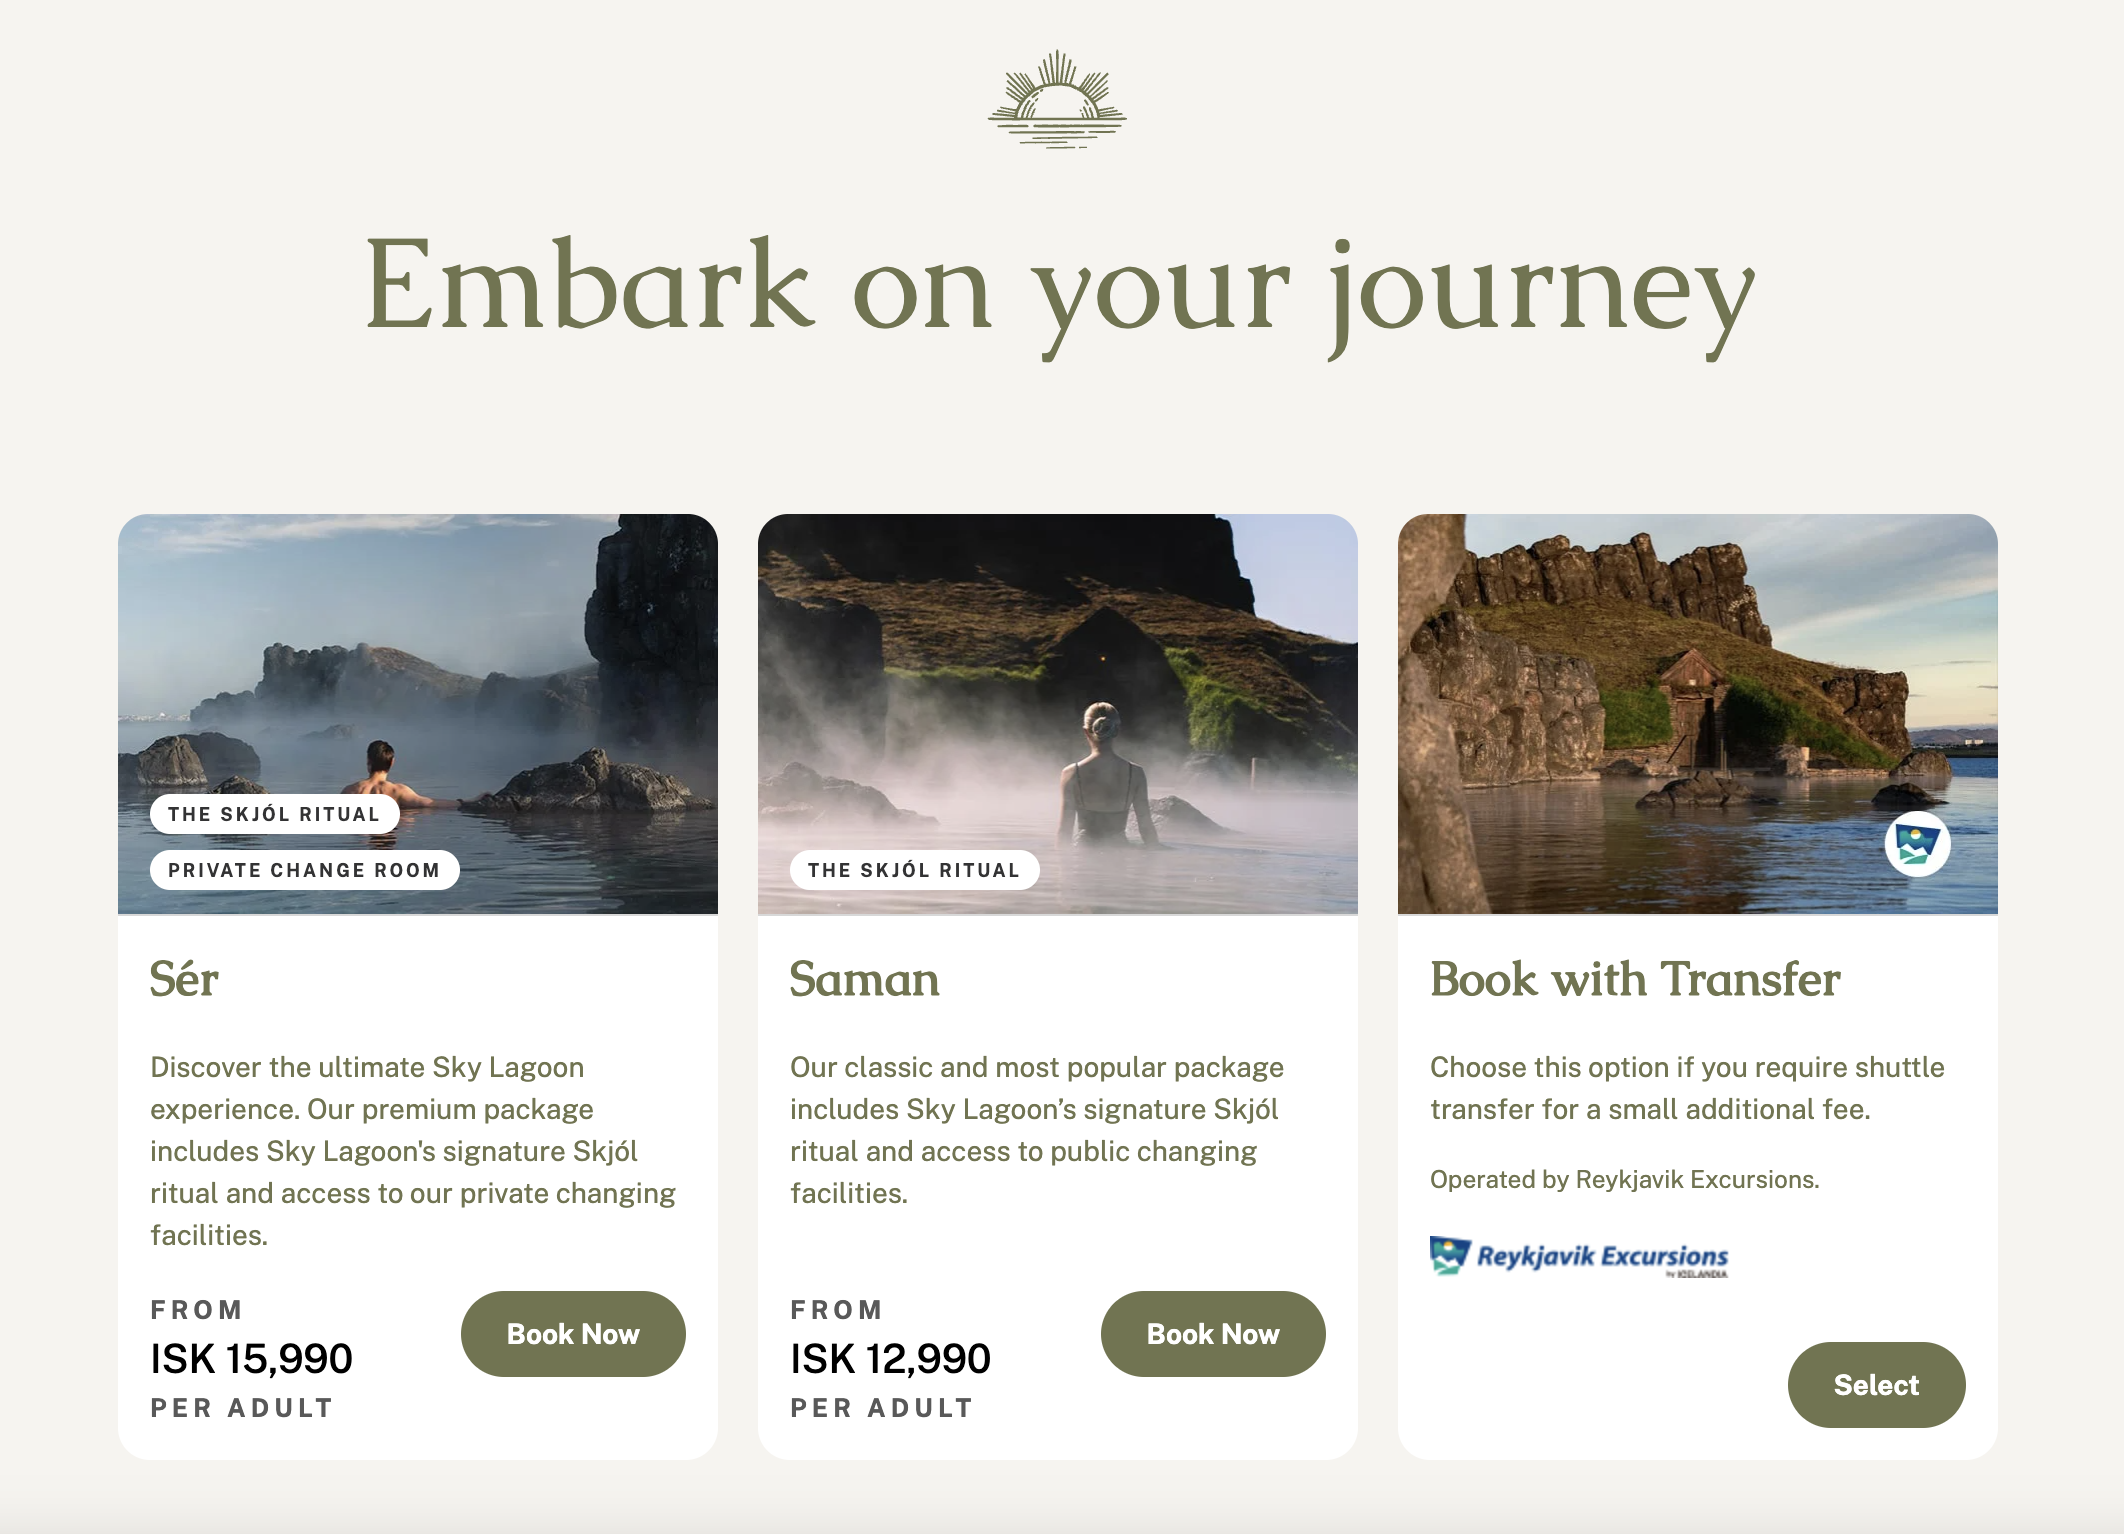 Embark on your journey
THE SKJÓL RITUAL
PRIVATE CHANGE ROOM
Sér
Discover the ultimate Sky Lagoon
experience. Our premium package
includes Sky Lagoon's signature Skjól
ritual and access to our private changing
facilities.
FROM
ISK 15,990
PER ADULT
Book Now
THE SKJÓL RITUAL
Saman
Our classic and most popular package
includes Sky Lagoon’s signature Skjól
ritual and access to public changing
facilities.
FROM
ISK 12,990
PER ADULT
Book Now
Book with Transfer
Choose this option if you require shuttle
transfer for a small additional fee.
Operated by Reykjavik Excursions.
Reykjavik Excursions
by ICELANDIA
Select